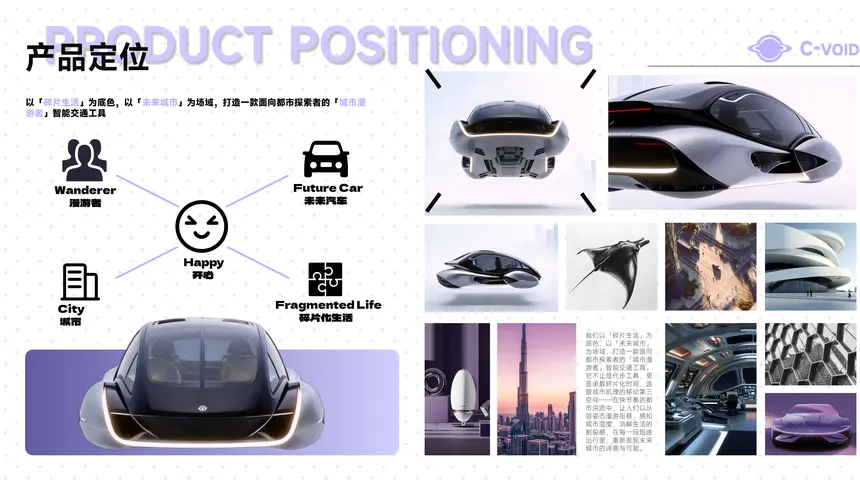 PRODUCT POSITIONING
产品定位
C-VOID
以「碎片生活」为底色，以「未来城市」为场域，打造一款面向都市探索者的「城市漫
游者」智能交通工具
Wanderer
漫游者
Future Car
未来汽车
Happy
开心
City
城市
Fragmented Life
碎片化生活
我们以「碎片生活」为
底色、以「未来城市」
为场域，打造一款面向
都市探索者的「城市漫
游者」智能交通工具。
它不止是代步工具，更
是承载碎片化时间、连
接城市肌理的移动第三
空间——在快节奏的都
市洪流中，让人们以从
容姿态漫游街巷，感知
城市温度，消解生活的
割裂感，在每一段短途
出行里，重新发现未来
城市的诗意与可能。